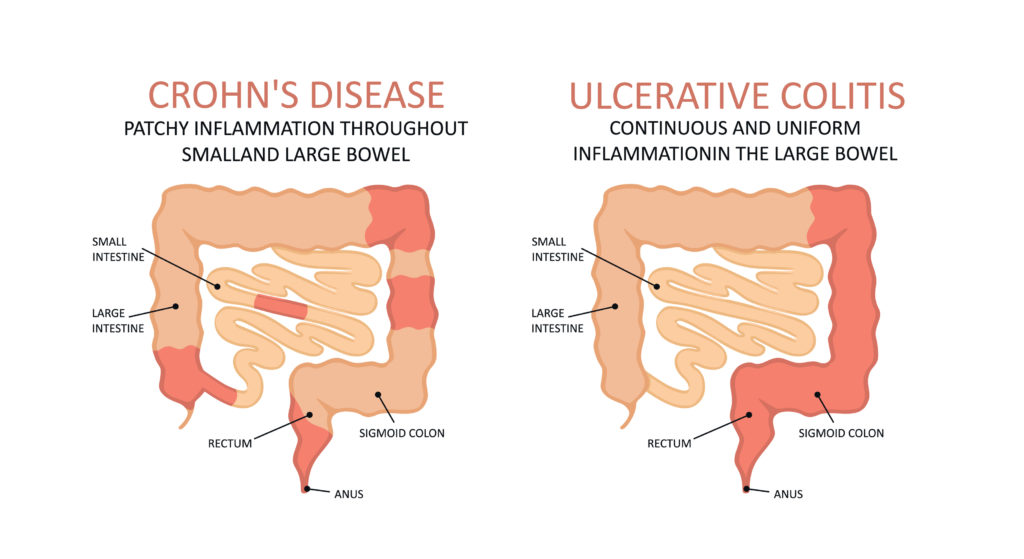 CROHN'S DISEASE
PATCHY INFLAMMATION THROUGHOUT
SMALLAND LARGE BOWEL
SMALL
INTESTINE
LARGE
INTESTINE
RECTUM
SIGMOID COLON
ANUS
ULCERATIVE COLITIS
CONTINUOUS AND UNIFORM
INFLAMMATIONIN THE LARGE BOWEL
SMALL
INTESTINE
LARGE
INTESTINE
RECTUM
SIGMOID COLON
ANUS